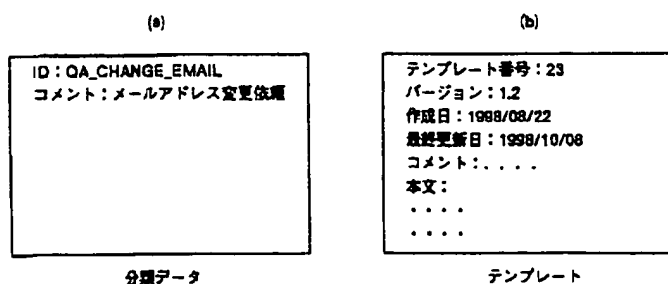 (a)
ID：QA_CHANGE_EMAIL
コメント：メールアドレス変更依頼
分類データ
(b)
テンプレート番号：23
バージョン：1.2
作成日：1998/08/22
最終更新日：1998/10/08
コメント：．．．．
本文：
．．．．
．．．．
テンプレート